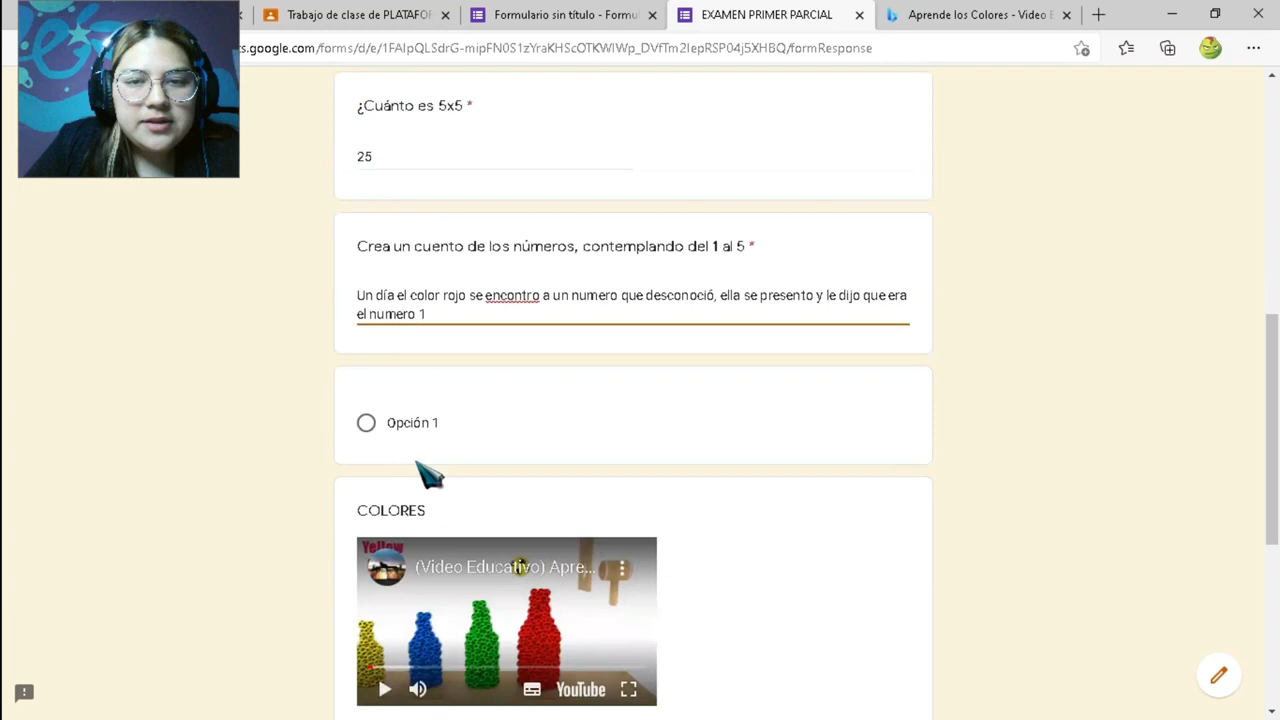 Trabajo de clase de PLATAFOR
Formulario sin título - Formul
EXAMEN PRIMER PARCIAL
Aprende los Colores - Video E
s.google.com/forms/d/e/1FAIpQLSdrG-mipFN0S1zYraKHScOTKWlWp_DVfTm2IepRSP04j5XHBQ/formResponse
¿Cuánto es 5x5 *
25
Crea un cuento de los números, contemplando del 1 al 5 *
Un día el color rojo se encontro a un numero que desconoció, ella se presento y le dijo que era
el numero 1
Opción 1
COLORES
Yellow
(Video Educativo) Apre...
YouTube